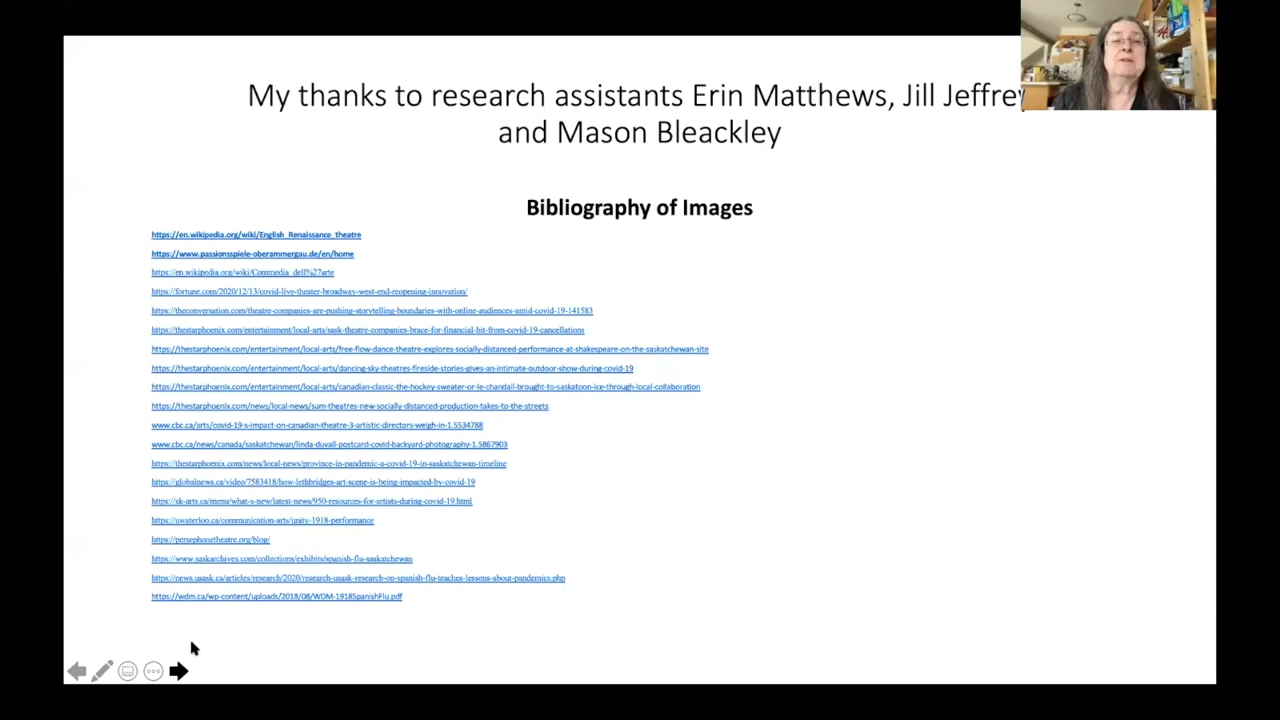 My thanks to research assistants Erin Matthews, Jill Jeffrey
and Mason Bleackley
Bibliography of Images
https://en.wikipedia.org/wiki/English_Renaissance_theatre
https://www.passionsspiele-oberammergau.de/en/home
https://en.wikipedia.org/wiki/Commedia_dell%27arte
https://fortune.com/2020/12/13/covid-live-theater-broadway-west-end-reopening-innovation/
https://theconversation.com/theatre-companies-are-pushing-storytelling-boundaries-with-online-audiences-amid-covid-19-141583
https://thestarphoenix.com/entertainment/local-arts/sask-theatre-companies-brace-for-financial-hit-from-covid-19-cancellations
https://thestarphoenix.com/entertainment/local-arts/free-flow-dance-theatre-explores-socially-distanced-performance-at-shakespeare-on-the-saskatchewan-site
https://thestarphoenix.com/entertainment/local-arts/dancing-sky-theatres-fireside-stories-gives-an-intimate-outdoor-show-during-covid-19
https://thestarphoenix.com/entertainment/local-arts/canadian-classic-the-hockey-sweater-or-le-chandail-brought-to-saskatoon-ice-through-local-collaboration
https://thestarphoenix.com/news/local-news/sum-theatres-new-socially-distanced-production-takes-to-the-streets
www.cbc.ca/arts/covid-19-s-impact-on-canadian-theatre-3-artistic-directors-weigh-in-1.5534788
www.cbc.ca/news/canada/saskatchewan/linda-duvall-postcard-covid-backyard-photography-1.5867903
https://thestarphoenix.com/news/local-news/province-in-pandemic-a-covid-19-in-saskatchewan-timeline
https://globalnews.ca/video/7583418/how-lethbridges-art-scene-is-being-impacted-by-covid-19
https://sk-arts.ca/menu/what-s-new/latest-news/950-resources-for-artists-during-covid-19.html
https://uwaterloo.ca/communication-arts/unity-1918-performance
https://persephonetheatre.org/blog/
https://www.saskarchives.com/collections/exhibits/spanish-flu-saskatchewan
https://news.usask.ca/articles/research/2020/research-usask-research-on-spanish-flu-teaches-lessons-about-pandemics.php
https://wdm.ca/wp-content/uploads/2018/08/WDM-1918SpanishFlu.pdf